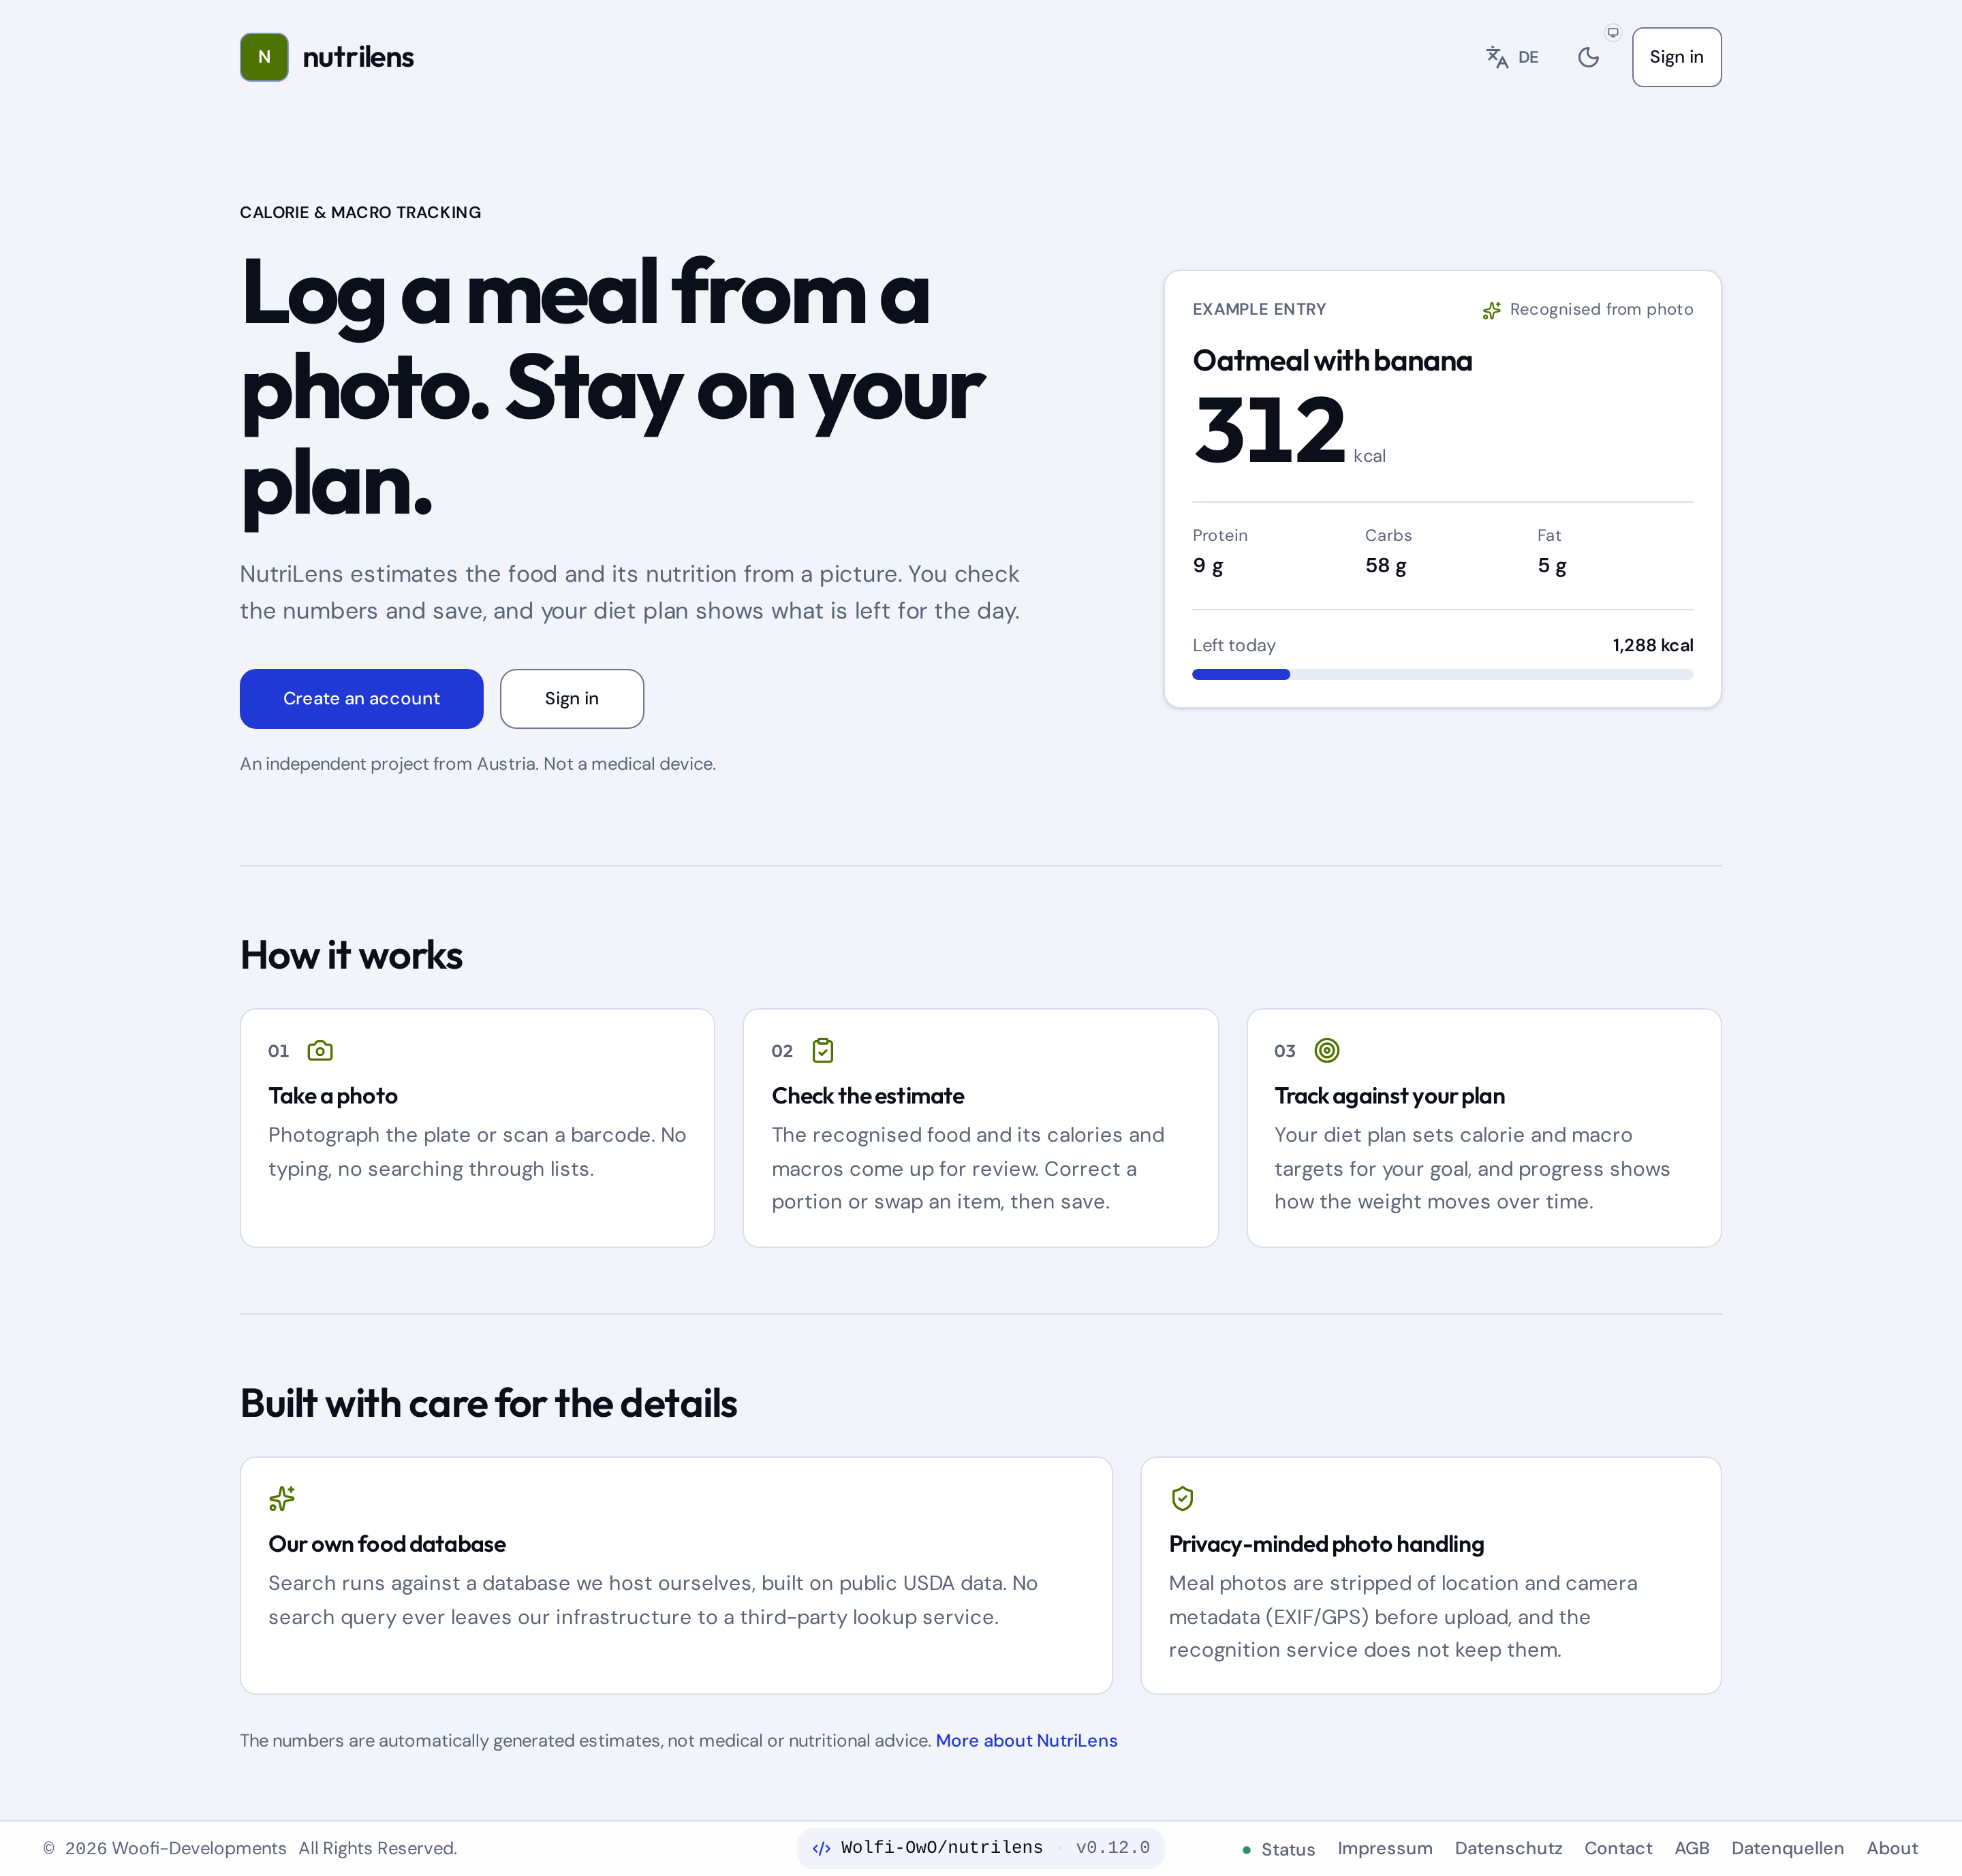 N nutrilens
DE
Sign in
CALORIE & MACRO TRACKING
Log a meal from a
photo. Stay on your
plan.
NutriLens estimates the food and its nutrition from a picture. You check
the numbers and save, and your diet plan shows what is left for the day.
Create an account
Sign in
An independent project from Austria. Not a medical device.
EXAMPLE ENTRY
Recognised from photo
Oatmeal with banana
312 kcal
Protein
Carbs
Fat
9 g
58 g
5 g
Left today
1,288 kcal
How it works
01
Take a photo
Photograph the plate or scan a barcode. No
typing, no searching through lists.
02
Check the estimate
The recognised food and its calories and
macros come up for review. Correct a
portion or swap an item, then save.
03
Track against your plan
Your diet plan sets calorie and macro
targets for your goal, and progress shows
how the weight moves over time.
Built with care for the details
Our own food database
Search runs against a database we host ourselves, built on public USDA data. No
search query ever leaves our infrastructure to a third-party lookup service.
Privacy-minded photo handling
Meal photos are stripped of location and camera
metadata (EXIF/GPS) before upload, and the
recognition service does not keep them.
The numbers are automatically generated estimates, not medical or nutritional advice. More about NutriLens
© 2026 Woofi-Developments All Rights Reserved.
Wolfi-OwO/nutrilens · v0.12.0
Status Impressum Datenschutz Contact AGB Datenquellen About